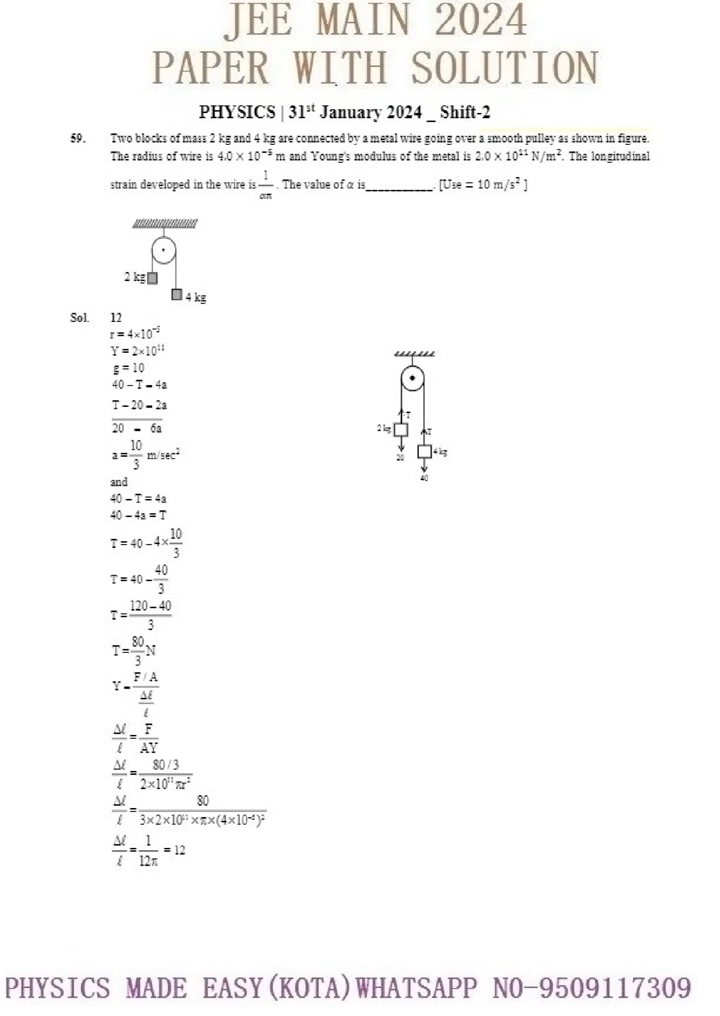 JEE MAIN 2024
PAPER WITH SOLUTION
PHYSICS | 31st January 2024 _ Shift-2
59. Two blocks of mass 2 kg and 4 kg are connected by a metal wire going over a smooth pulley as shown in figure.
The radius of wire is 4.0 × 10⁻⁵ m and Young's modulus of the metal is 2.0 × 10¹¹ N/m². The longitudinal
strain developed in the wire is 1/απ . The value of α is__________. [Use = 10 m/s² ]
2 kg
4 kg
Sol. 12
r = 4×10⁻⁵
Y = 2×10¹¹
g = 10
40 – T – 4a
T – 20 – 2a
20 – 6a
a = 10/3 m/sec²
and
40 – T = 4a
40 – 4a = T
T = 40 – 4× 10/3
T = 40 – 40/3
T = 120 – 40/3
T = 80/3 N
Y – F / A / Δℓ/ℓ
Δℓ/ℓ = F/AY
Δℓ/ℓ = 80 / 3 / 2×10¹¹ πr²
Δℓ/ℓ = 80 / 3×2×10¹¹ ×π×(4×10⁻⁵)²
Δℓ/ℓ = 1/12π = 12
T
2 kg
T
20
4 kg
40
PHYSICS MADE EASY(KOTA)WHATSAPP NO-9509117309